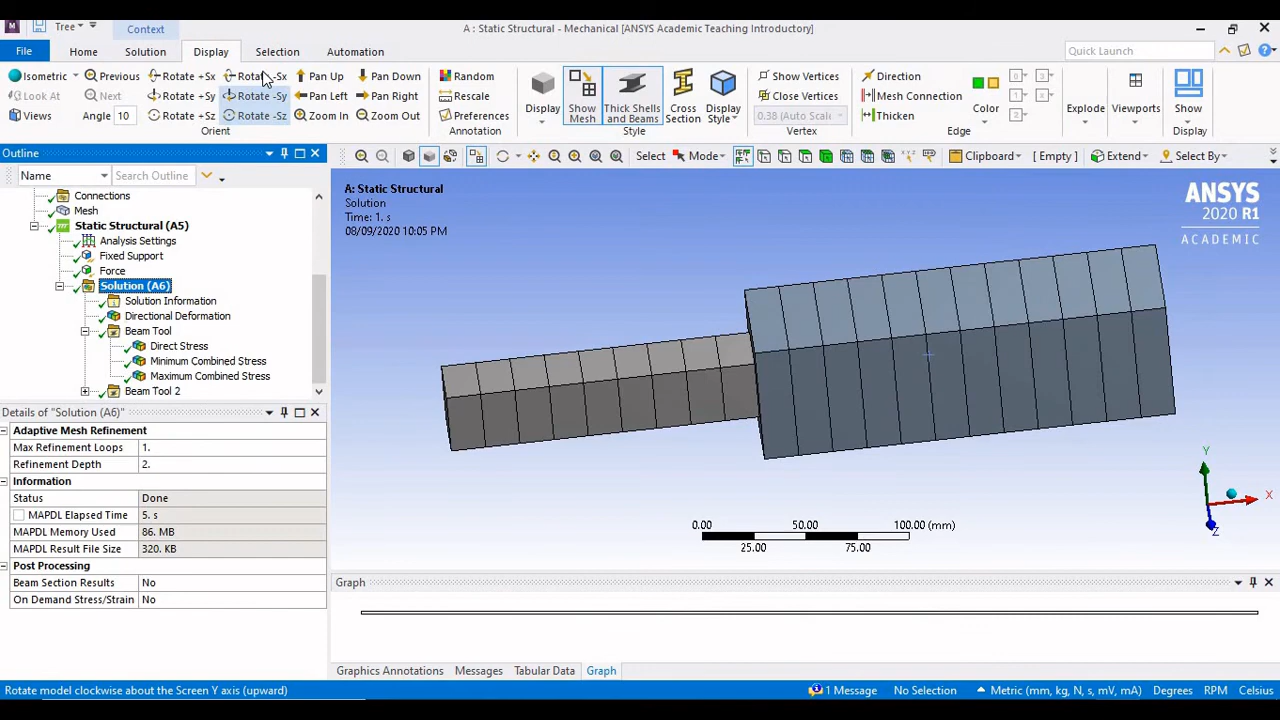 Tree
Context
A : Static Structural - Mechanical [ANSYS Academic Teaching Introductory]
File Home Solution Display Selection Automation
Quick Launch
Isometric Previous Rotate +Sx Rotate -Sx Pan Up Pan Down Random Show Vertices Direction
Look At Next Rotate +Sy Rotate -Sy Pan Left Pan Right Rescale Close Vertices Mesh Connection
Views Angle 10 Rotate +Sz Rotate -Sz Zoom In Zoom Out Preferences 0.38 (Auto Scale) Thicken
Display Show Mesh Thick Shells and Beams Cross Section Display Style Color Explode Viewports Show
Orient Annotation Style Vertex Edge Display
Outline
Select Mode Clipboard [ Empty ] Extend Select By
Name Search Outline
Connections
Mesh
Static Structural (A5)
Analysis Settings
Fixed Support
Force
Solution (A6)
Solution Information
Directional Deformation
Beam Tool
Direct Stress
Minimum Combined Stress
Maximum Combined Stress
Beam Tool 2
A: Static Structural
Solution
Time: 1. s
08/09/2020 10:05 PM
ANSYS
2020 R1
ACADEMIC
Y
X
Z
0.00 50.00 100.00 (mm)
25.00 75.00
Details of "Solution (A6)"
Adaptive Mesh Refinement
Max Refinement Loops 1.
Refinement Depth 2.
Information
Status Done
MAPDL Elapsed Time 5. s
MAPDL Memory Used 86. MB
MAPDL Result File Size 320. KB
Post Processing
Beam Section Results No
On Demand Stress/Strain No
Graph
Graphics Annotations Messages Tabular Data Graph
Rotate model clockwise about the Screen Y axis (upward)
1 Message No Selection Metric (mm, kg, N, s, mV, mA) Degrees RPM Celsius